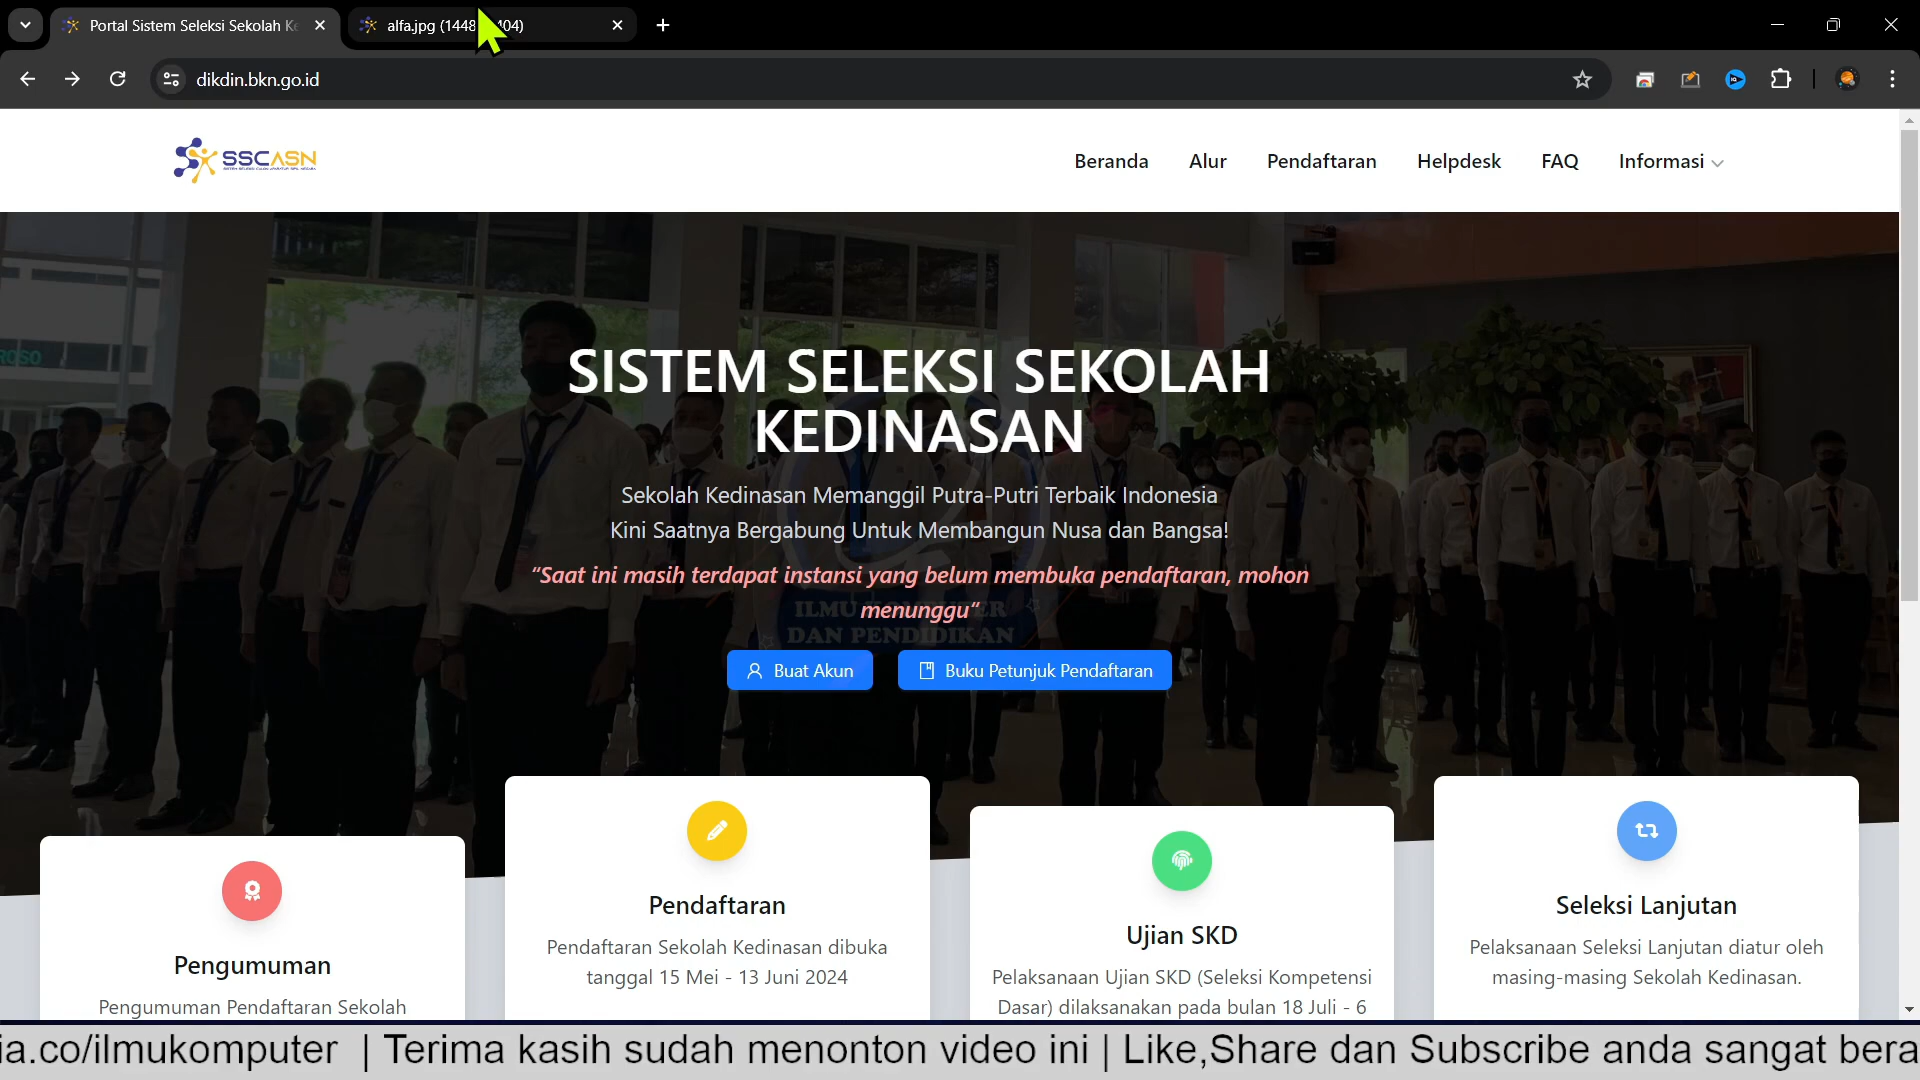 Portal Sistem Seleksi Sekolah Ke
alfa.jpg (1448 404)
dikdin.bkn.go.id
SSCASN
Beranda
Alur
Pendaftaran
Helpdesk
FAQ
Informasi
SISTEM SELEKSI SEKOLAH
KEDINASAN
Sekolah Kedinasan Memanggil Putra-Putri Terbaik Indonesia
Kini Saatnya Bergabung Untuk Membangun Nusa dan Bangsa!
“Saat ini masih terdapat instansi yang belum membuka pendaftaran, mohon
menunggu“
DAN PENDIDIKAN
Buat Akun
Buku Petunjuk Pendaftaran
Pengumuman
Pengumuman Pendaftaran Sekolah
Pendaftaran
Pendaftaran Sekolah Kedinasan dibuka
tanggal 15 Mei - 13 Juni 2024
Ujian SKD
Pelaksanaan Ujian SKD (Seleksi Kompetensi
Dasar) dilaksanakan pada bulan 18 Juli - 6
Seleksi Lanjutan
Pelaksanaan Seleksi Lanjutan diatur oleh
masing-masing Sekolah Kedinasan.
ia.co/ilmukomputer | Terima kasih sudah menonton video ini | Like,Share dan Subscribe anda sangat bera